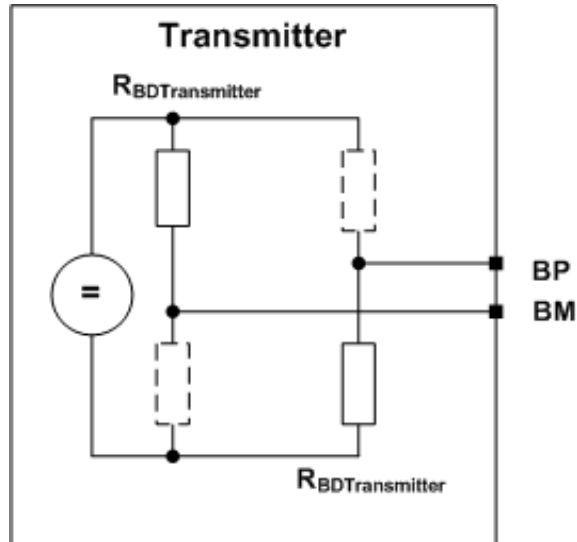 Transmitter
RBDTransmitter
=
BP
BM
RBDTransmitter